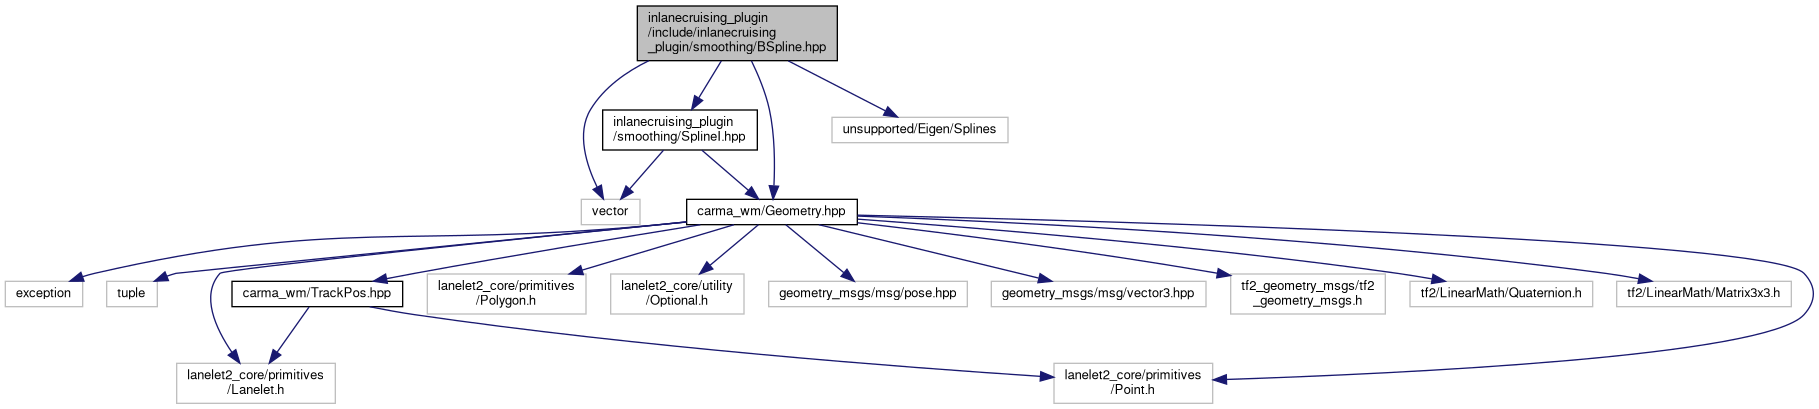 inlanecruising_plugin
/include/inlanecruising
_plugin/smoothing/BSpline.hpp
inlanecruising_plugin
/smoothing/SplineI.hpp
unsupported/Eigen/Splines
vector
carma_wm/Geometry.hpp
exception
tuple
carma_wm/TrackPos.hpp
lanelet2_core/primitives
/Polygon.h
lanelet2_core/utility
/Optional.h
geometry_msgs/msg/pose.hpp
geometry_msgs/msg/vector3.hpp
tf2_geometry_msgs/tf2
_geometry_msgs.h
tf2/LinearMath/Quaternion.h
tf2/LinearMath/Matrix3x3.h
lanelet2_core/primitives
/Lanelet.h
lanelet2_core/primitives
/Point.h